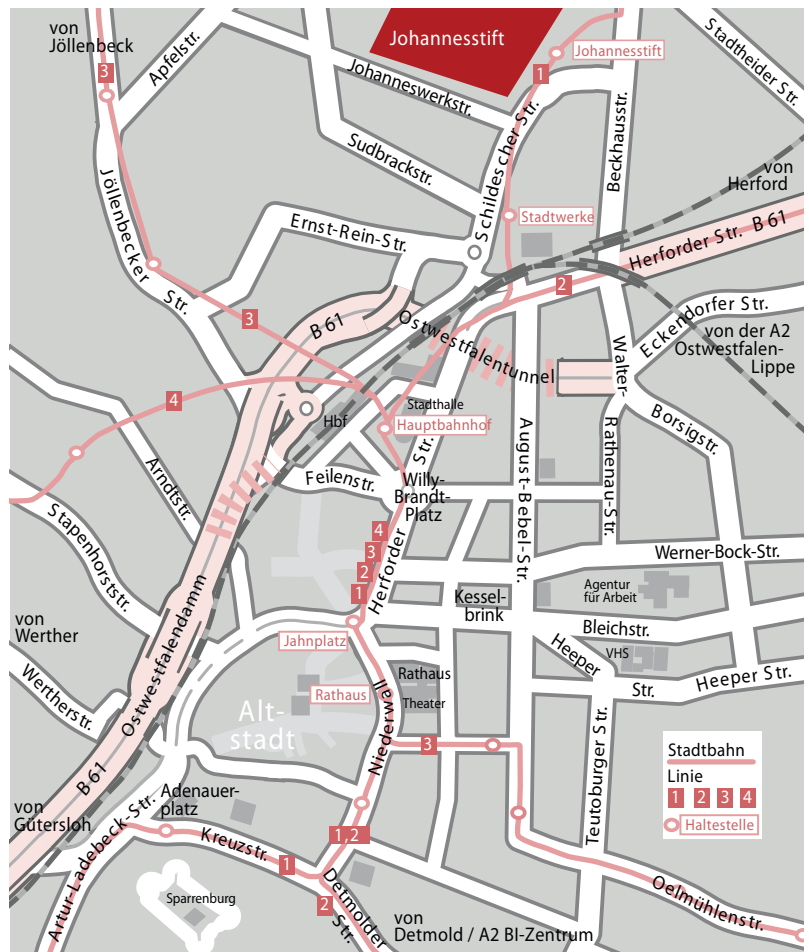 von
Jöllenbeck
3
Apfelstr.
Johannesstift
Johanneswerkstr.
1
Johannesstift
Stadtheider Str.
Sudbrackstr.
Schildescher Str.
Beckhausstr.
von
Herford
Jöllenbecker
Str.
Ernst-Rein-Str.
Stadtwerke
Herforder Str. B 61
2
3
B 61
Ostwestfalentunnel
Eckendorfer Str.
von der A2
Ostwestfalen-
Lippe
4
Hbf
Stadthalle
Hauptbahnhof
Walter-
Rathenau-Str.
Borsigstr.
Arndtstr.
Feilenstr.
Willy-
Brandt-
Platz
August-Bebel-Str.
Stapenhorststr.
4
3
2
1
Herforder
Str.
Werner-Bock-Str.
Kessel-
brink
Agentur
für Arbeit
Bleichstr.
von
Werther
Jahnplatz
Heeper
Str.
VHS
Heeper Str.
Wertherstr.
Ostwestfalendamm
B 61
Rathaus
Rathaus
Theater
Alt-
stadt
Niederwall
3
Teutoburger Str.
Stadtbahn
Linie
1 2 3 4
Haltestelle
von
Gütersloh
Adenauer-
platz
Artur-Ladebeck-Str.
Kreuzstr.
1
1,2
Sparrenburg
2
Detmolder
Str.
von
Detmold / A2 BI-Zentrum
Oelmühlenstr.